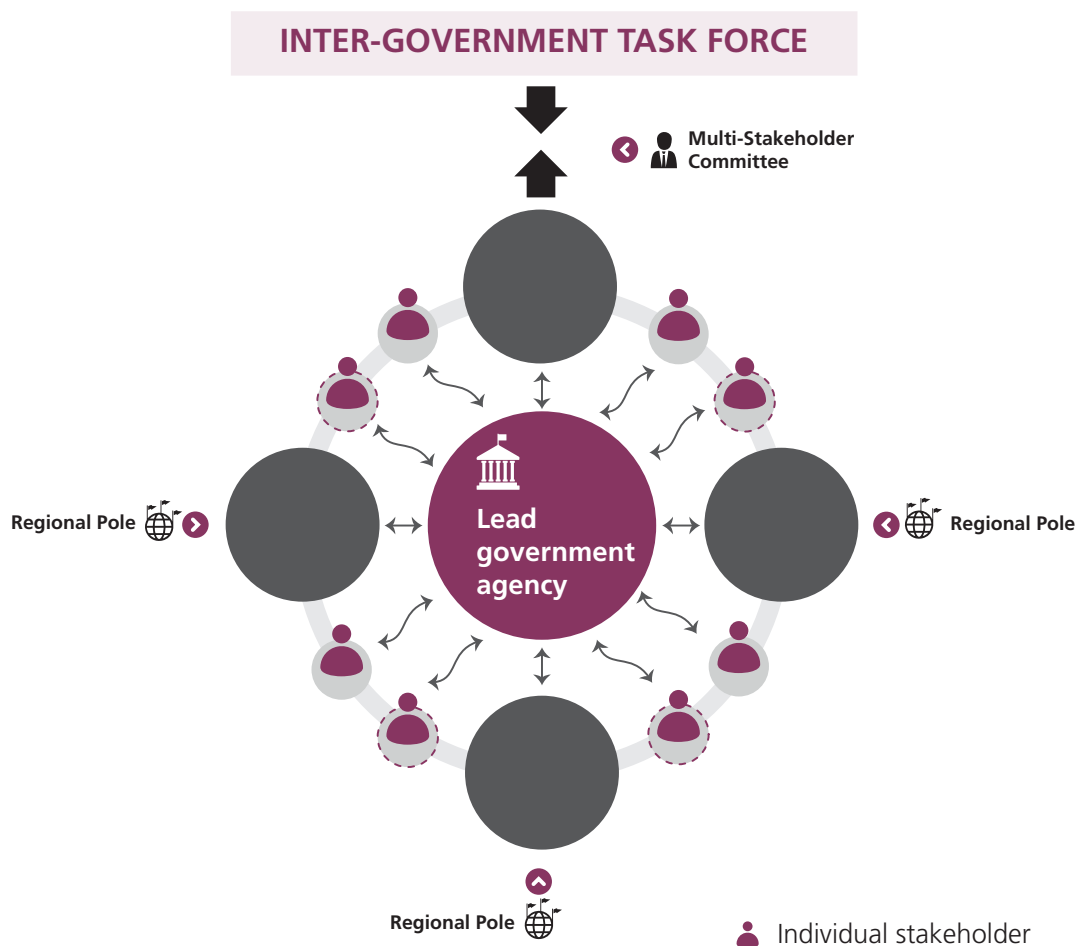 INTER-GOVERNMENT TASK FORCE
Multi-Stakeholder
Committee
Regional Pole
Lead
government
agency
Regional Pole
Regional Pole
Individual stakeholder